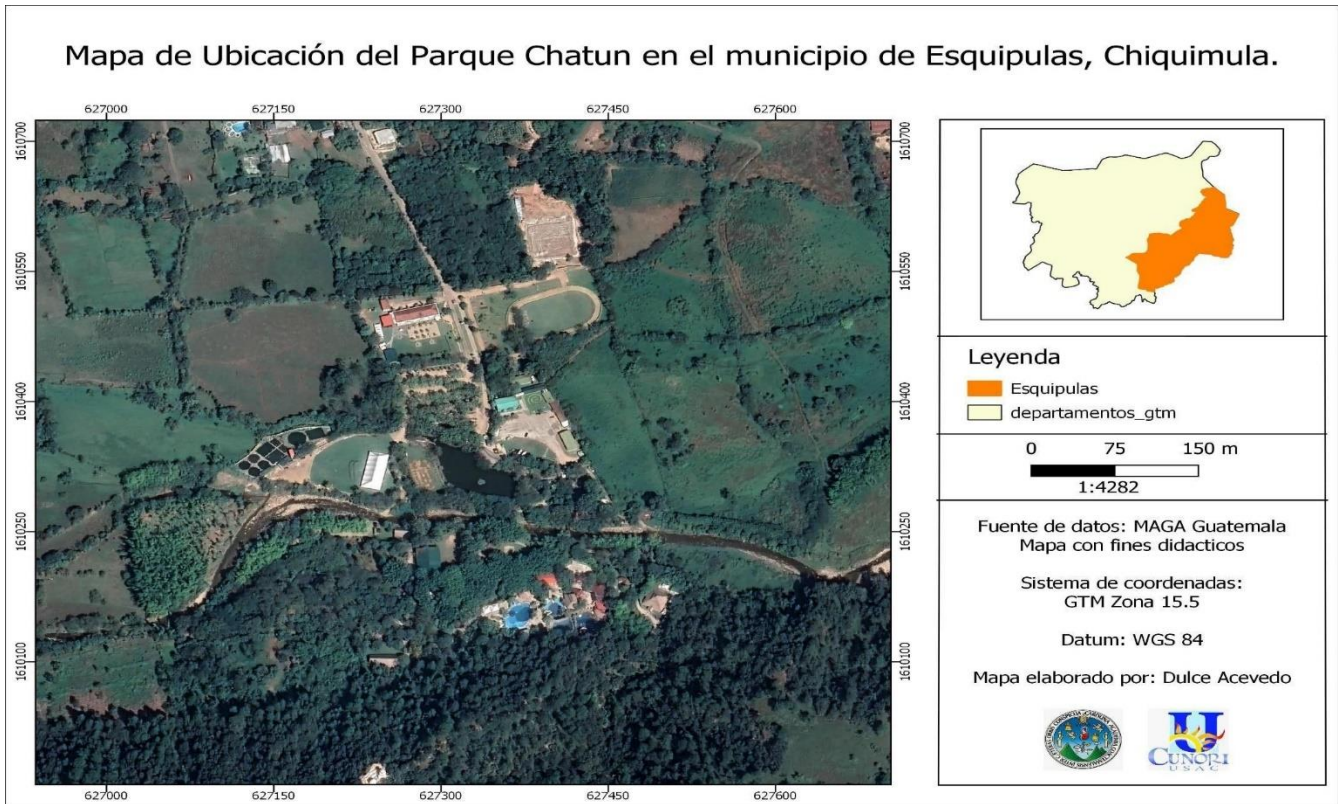 Mapa de Ubicación del Parque Chatun en el municipio de Esquipulas, Chiquimula.
627000 627150 627300 627450 627600
1610700 1610700
1610550 1610550
1610400 1610400
1610250 1610250
1610100 1610100
627000 627150 627300 627450 627600
Leyenda
Esquipulas
departamentos_gtm
0 75 150 m
1:4282
Fuente de datos: MAGA Guatemala
Mapa con fines didacticos
Sistema de coordenadas:
GTM Zona 15.5
Datum: WGS 84
Mapa elaborado por: Dulce Acevedo
U
CUNORI
USAC